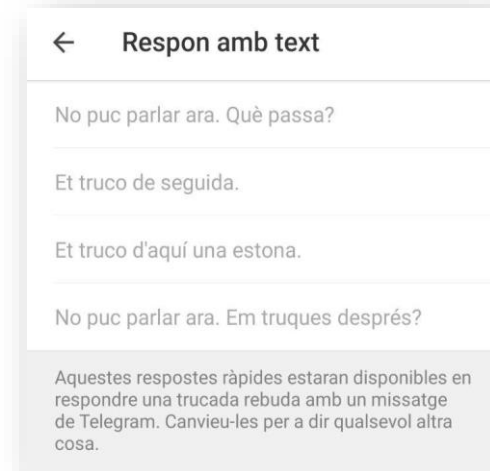 Respon amb text
No puc parlar ara. Què passa?
Et truco de seguida.
Et truco d'aquí una estona.
No puc parlar ara. Em truques després?
Aquestes respostes ràpides estaran disponibles en
respondre una trucada rebuda amb un missatge
de Telegram. Canvieu-les per a dir qualsevol altra
cosa.